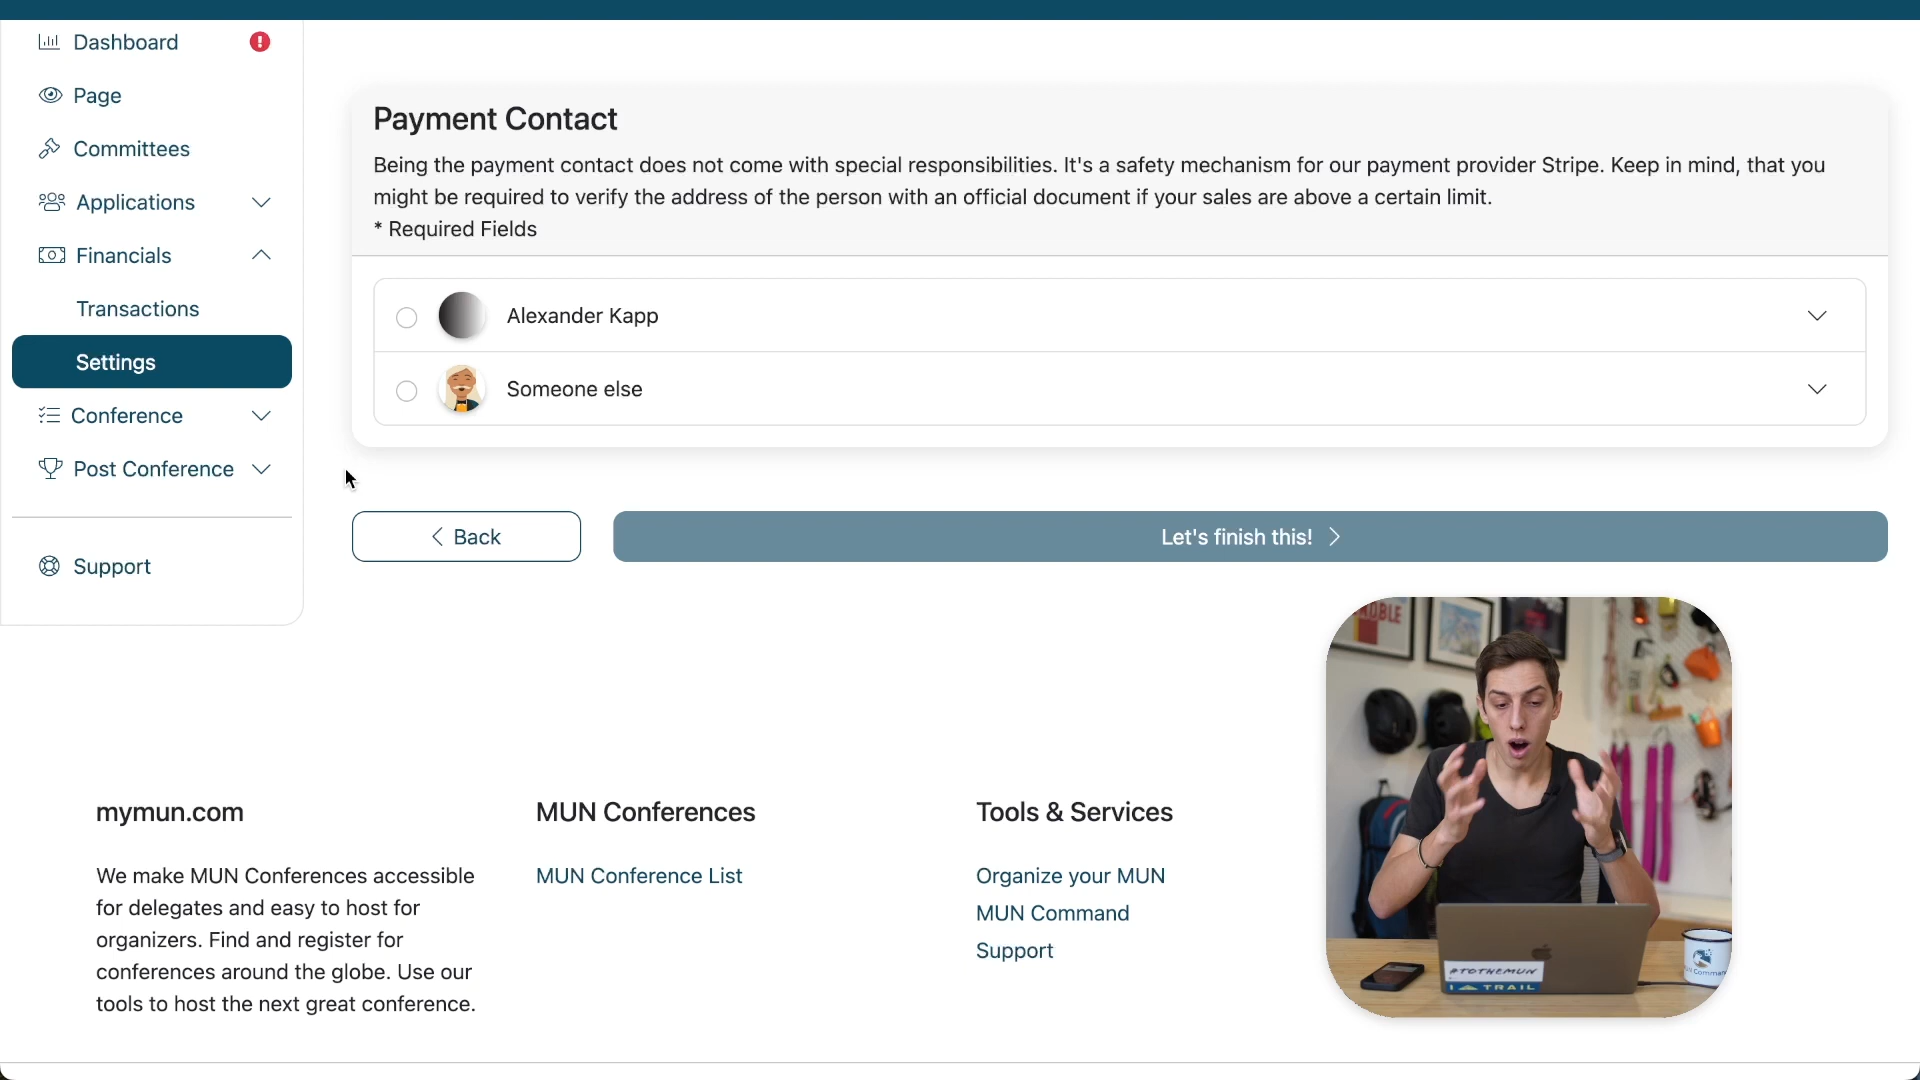 Dashboard
Page
Committees
Applications
Financials
Transactions
Settings
Conference
Post Conference
Support
Payment Contact
Being the payment contact does not come with special responsibilities. It's a safety mechanism for our payment provider Stripe. Keep in mind, that you
might be required to verify the address of the person with an official document if your sales are above a certain limit.
* Required Fields
Alexander Kapp
Someone else
Back
Let's finish this!
mymun.com
We make MUN Conferences accessible
for delegates and easy to host for
organizers. Find and register for
conferences around the globe. Use our
tools to host the next great conference.
MUN Conferences
MUN Conference List
Tools & Services
Organize your MUN
MUN Command
Support
#TOTHEMUN
TRAIL